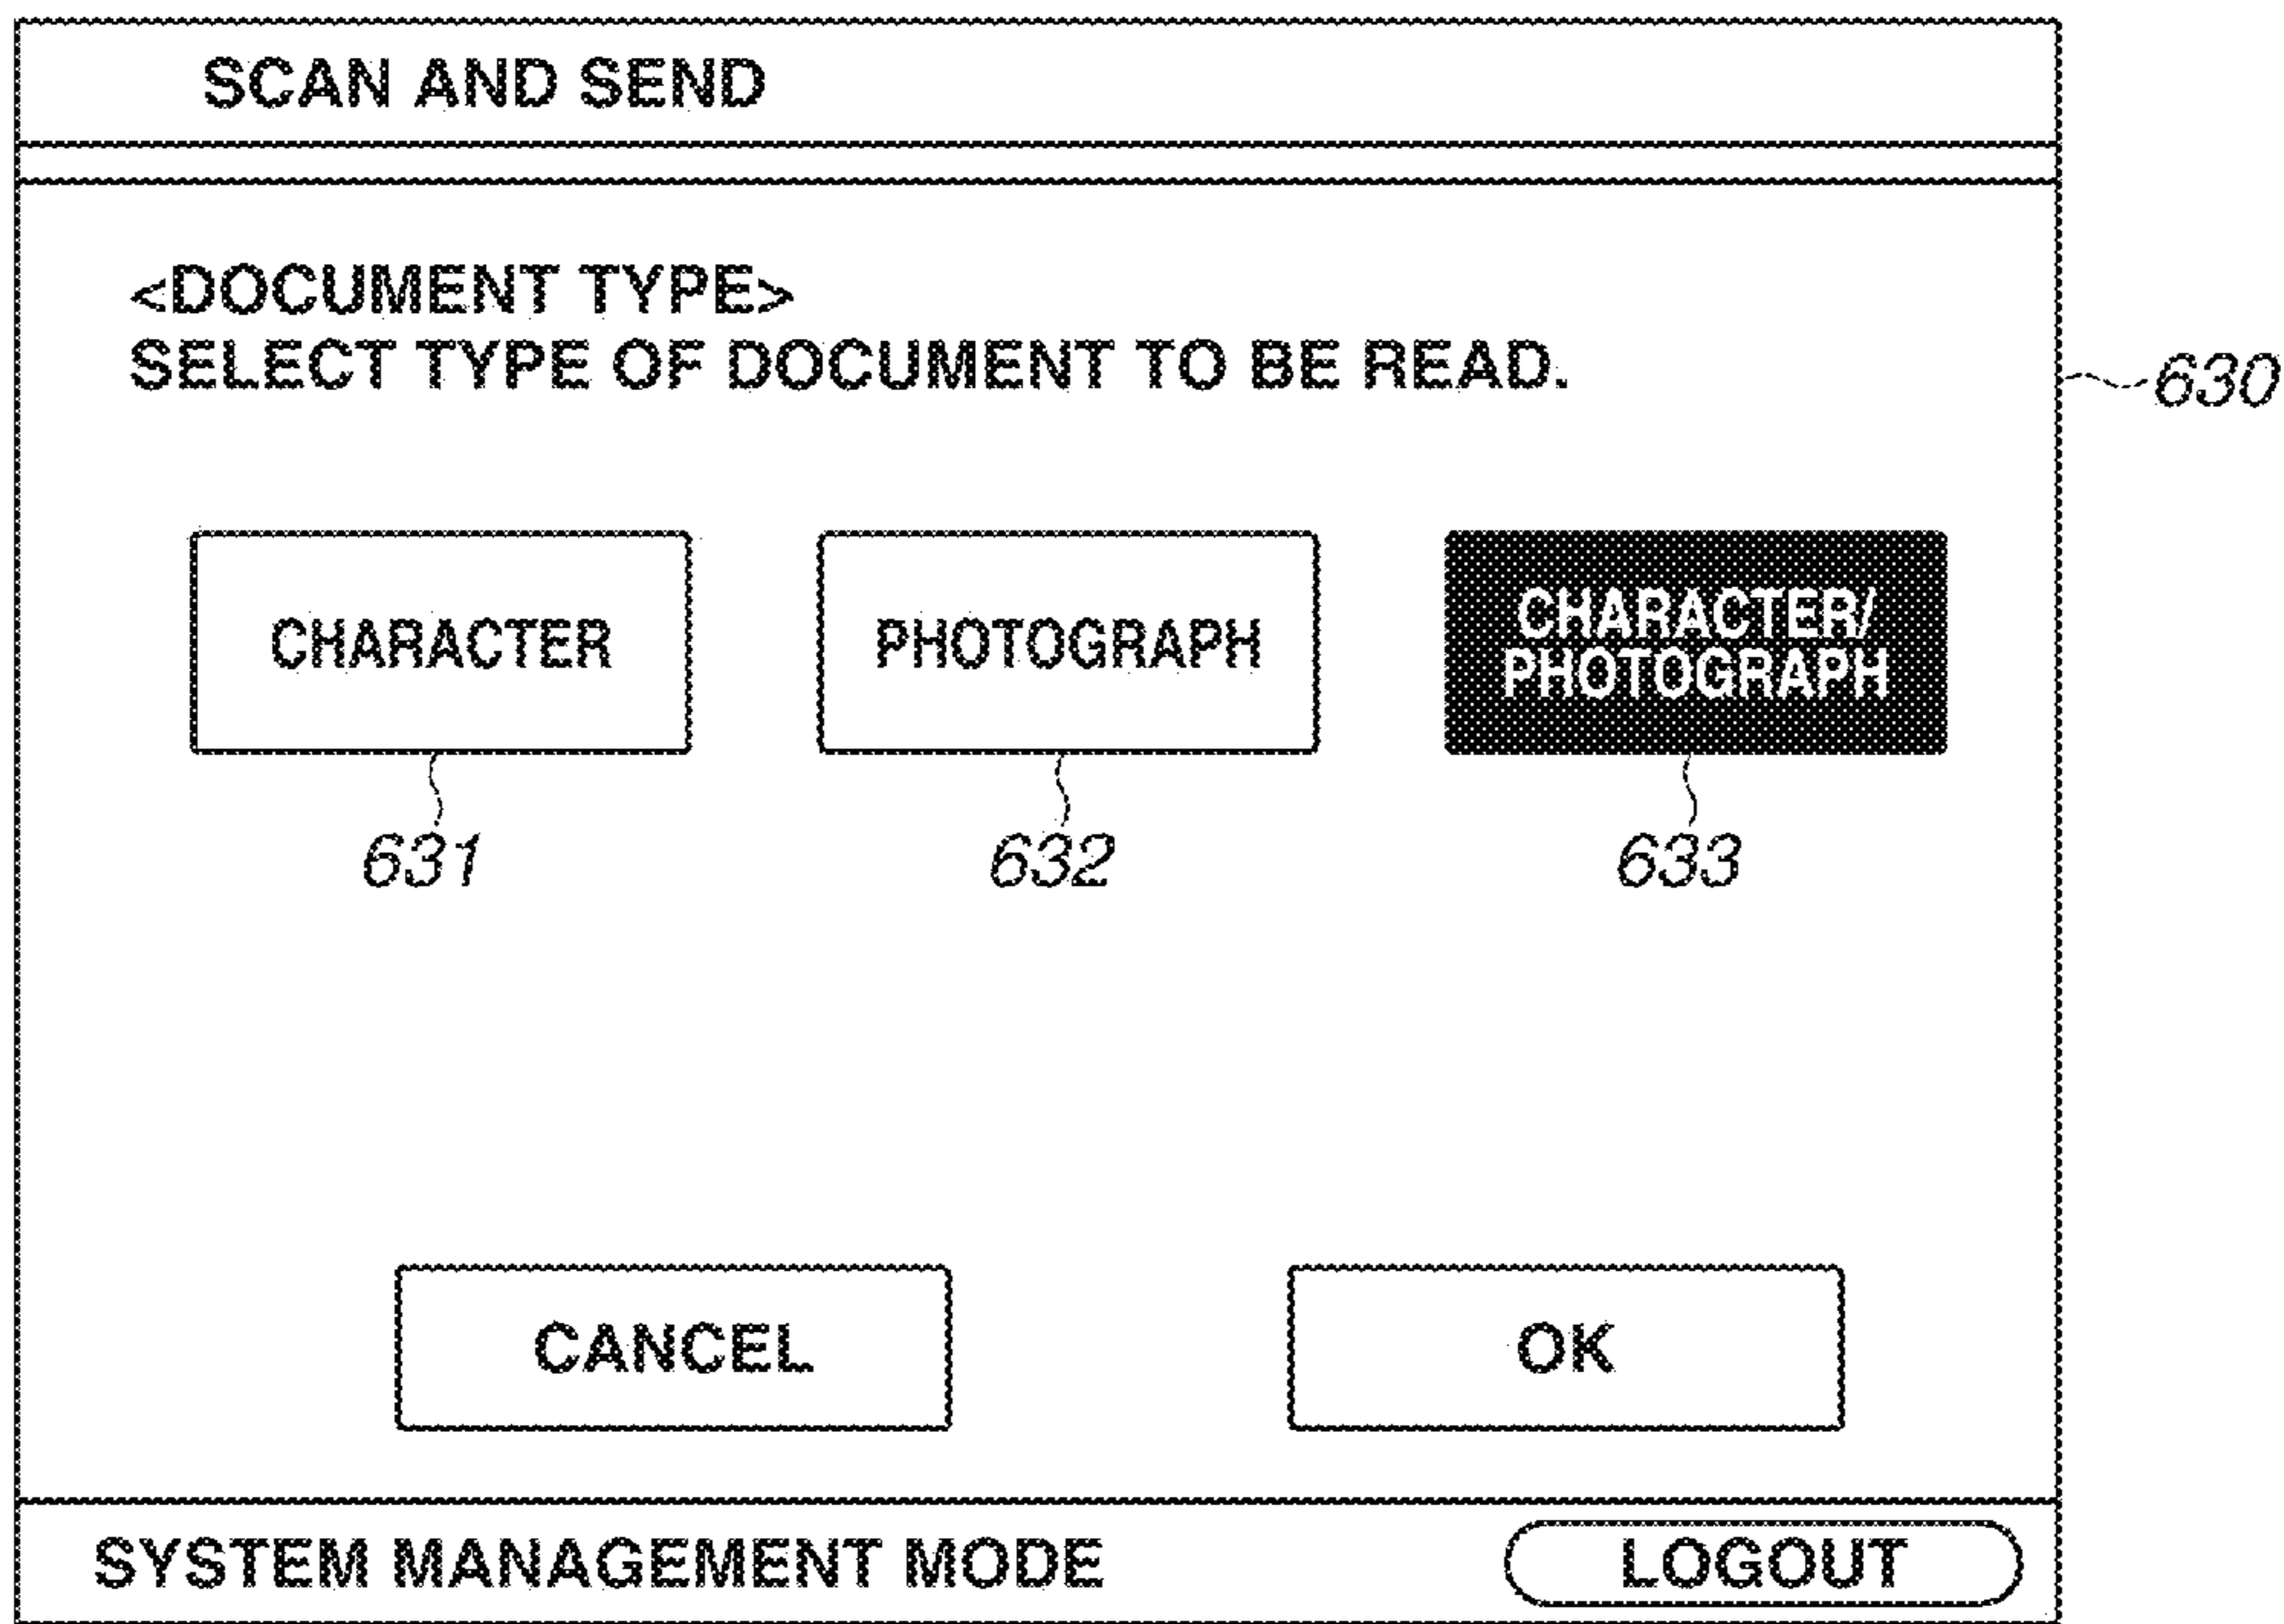 SCAN AND SEND
<DOCUMENT TYPE>
SELECT TYPE OF DOCUMENT TO BE READ.
630
CHARACTER
PHOTOGRAPH
CHARACTER/
PHOTOGRAPH
631
632
633
CANCEL
OK
SYSTEM MANAGEMENT MODE
LOGOUT